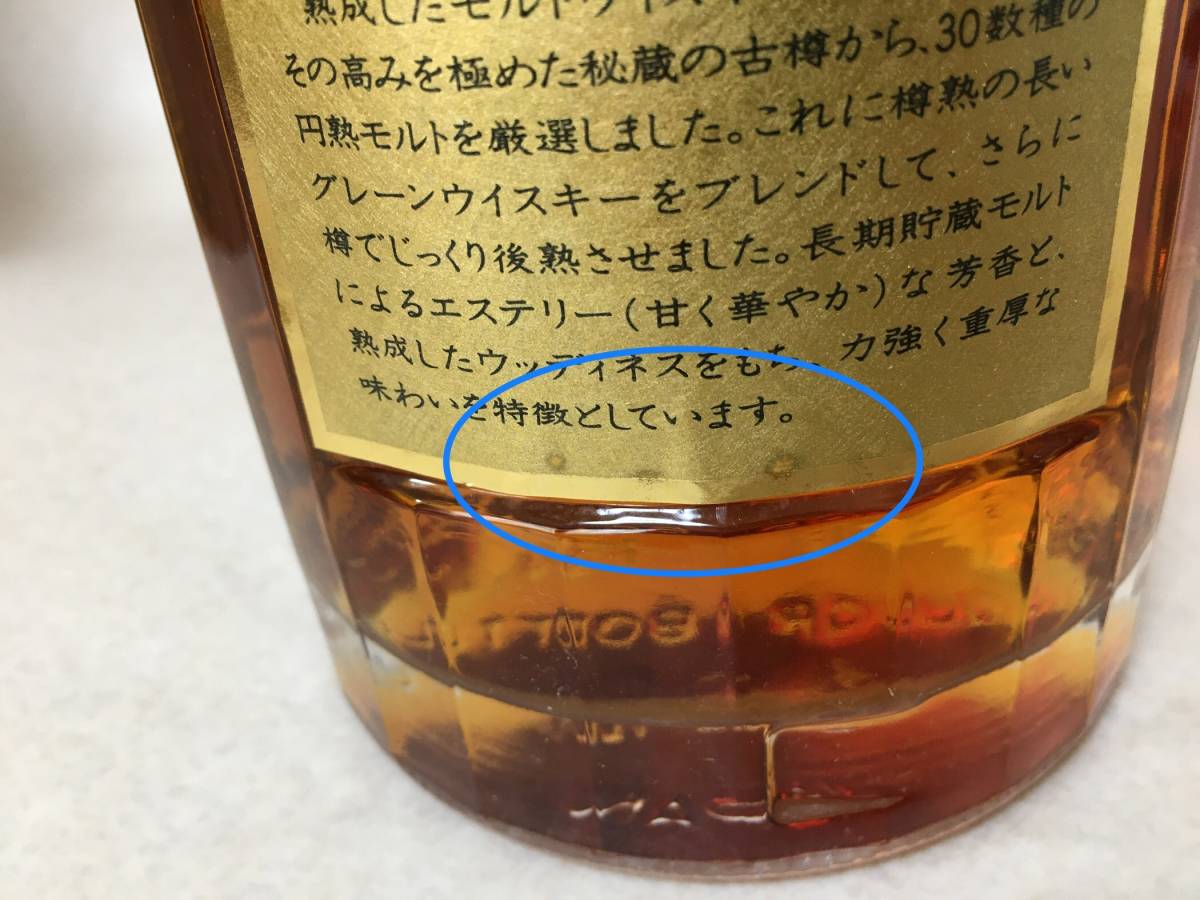 熟成したモルトウイスキー
その高みを極めた秘蔵の古樽から、30数種の
円熟モルトを厳選しました。これに樽熟の長い
グレーンウイスキーをブレンドして、さらに
樽でじっくり後熟させました。長期貯蔵モルト
によるエステリー(甘く華やか)な芳香と、
熟成したウッディネスをもち、力強く重厚な
味わいを特徴としています。